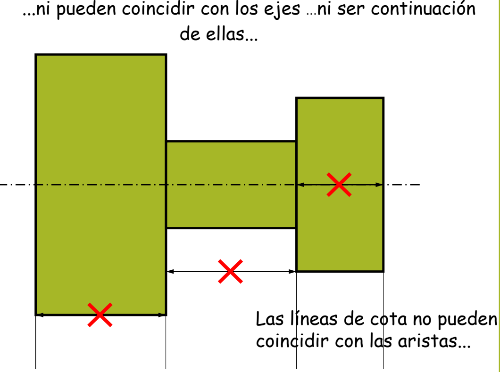 ...ni pueden coincidir con los ejes ...ni ser continuación
de ellas...
Las líneas de cota no pueden
coincidir con las aristas...